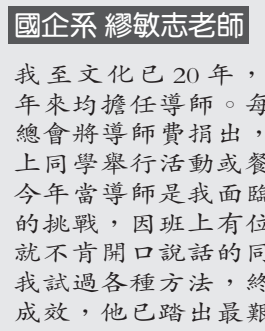 國企系 繆敏志老師
我至文化已 20 年，
年來均擔任導師。每
總會將導師費捐出，
上同學舉行活動或餐
今年當導師是我面臨
的挑戰，因班上有位
就不肯開口說話的同
我試過各種方法，終
成效，他已踏出最艱